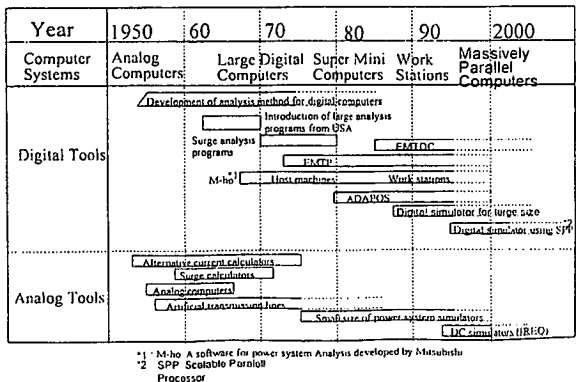 Year 1950 60 70 80 90 2000
Computer Systems Analog Computers Large Digital Computers Super Mini Computers Work Stations Massively Parallel Computers
Digital Tools
Development of analysis method for digital computers
Introduction of large analysis programs from USA
Surge analysis programs
EMTDC
EMTP
M-ho*1 Host machines Work stations
ADAPOS
Digital simulator for large size
Digital simulator using SPP*2
Analog Tools
Alternative current calculators
Surge calculators
Analog computers
Artificial transmission lines
Small size of power system simulators
DC simulators (IREQ)
*1 M-ho A software for power system Analysis developed by Mitsubishi
*2 SPP Scalable Parallel
Processor